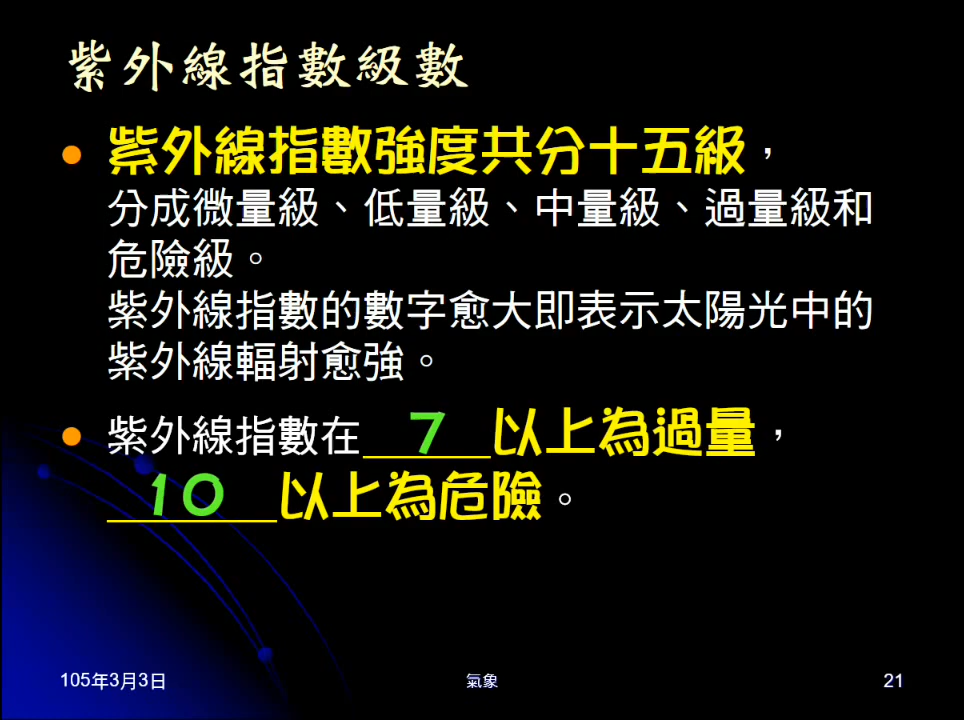 紫外線指數級數
紫外線指數強度共分十五級，
分成微量級、低量級、中量級、過量級和
危險級。
紫外線指數的數字愈大即表示太陽光中的
紫外線輻射愈強。
紫外線指數在 7 以上為過量，
10 以上為危險。
105年3月3日
氣象
21